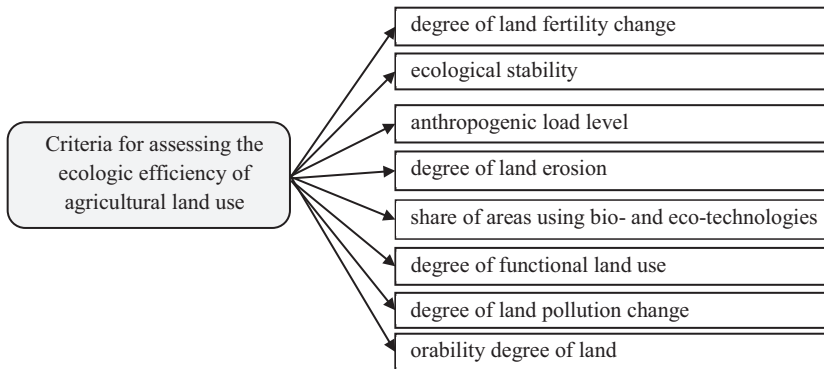 Criteria for assessing the
ecologic efficiency of
agricultural land use
degree of land fertility change
ecological stability
anthropogenic load level
degree of land erosion
share of areas using bio- and eco-technologies
degree of functional land use
degree of land pollution change
orability degree of land